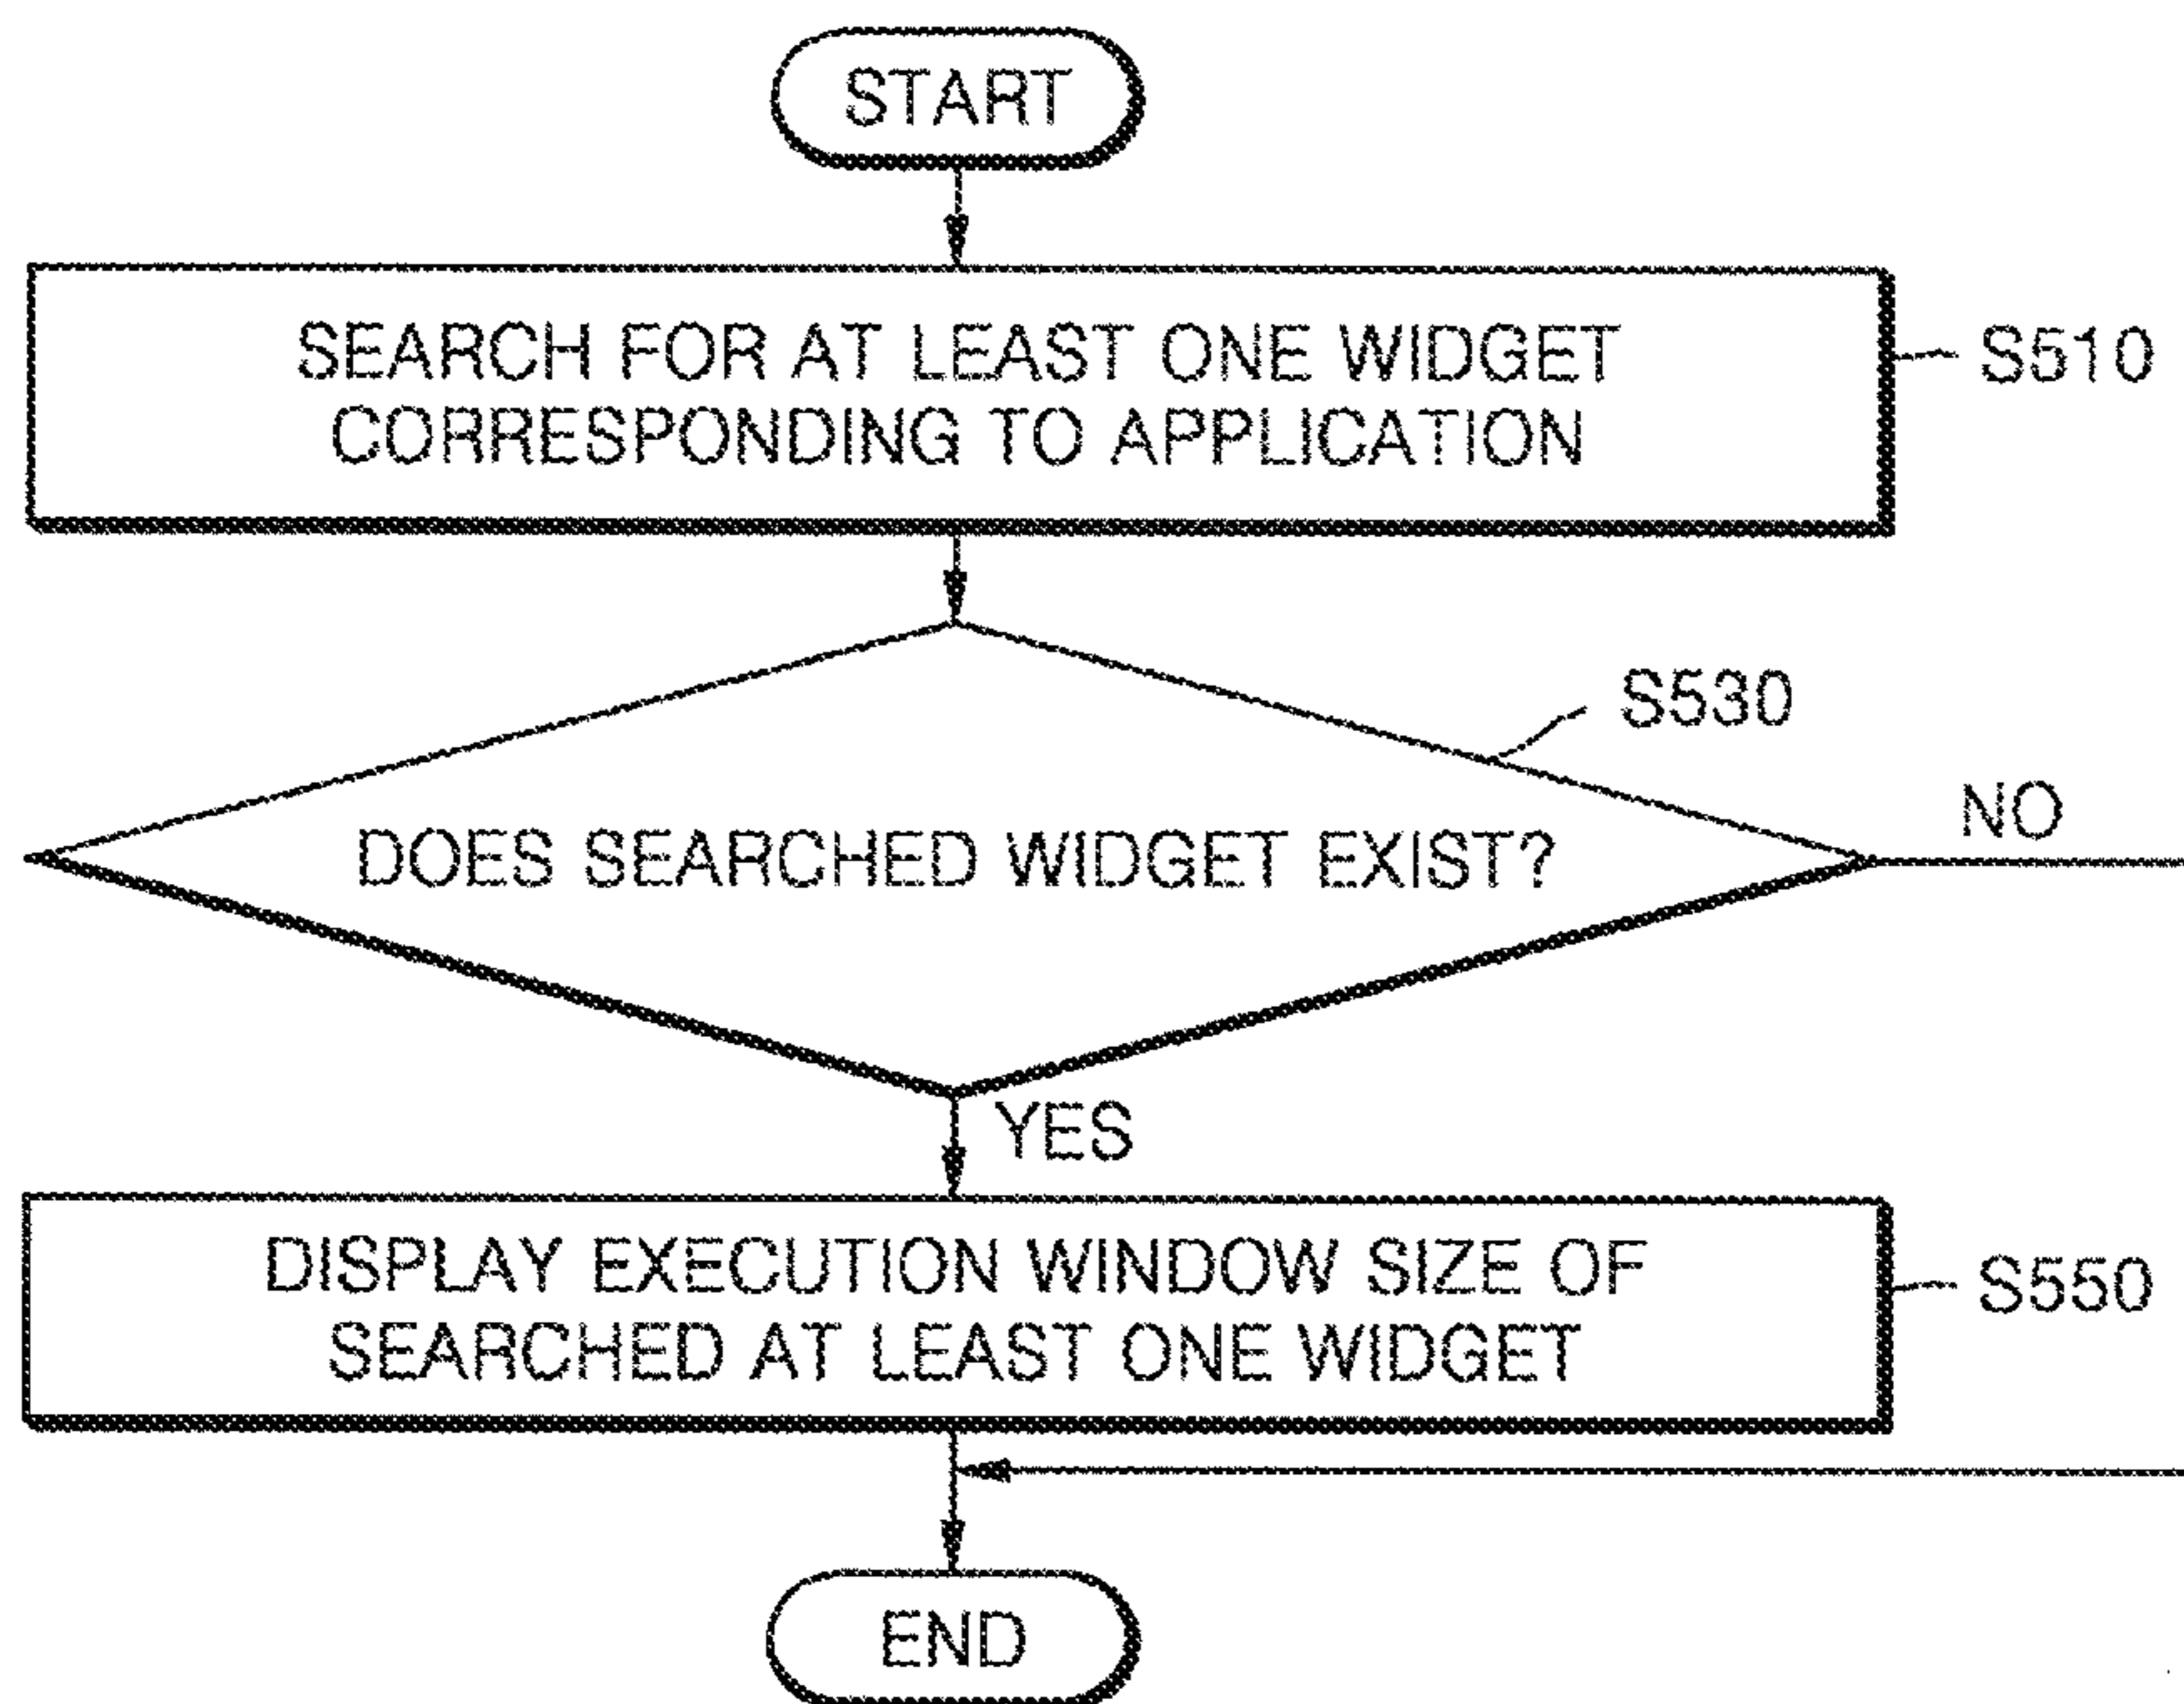 START
SEARCH FOR AT LEAST ONE WIDGET
CORRESPONDING TO APPLICATION
S510
S530
DOES SEARCHED WIDGET EXIST?
NO
YES
DISPLAY EXECUTION WINDOW SIZE OF
SEARCHED AT LEAST ONE WIDGET
S550
END